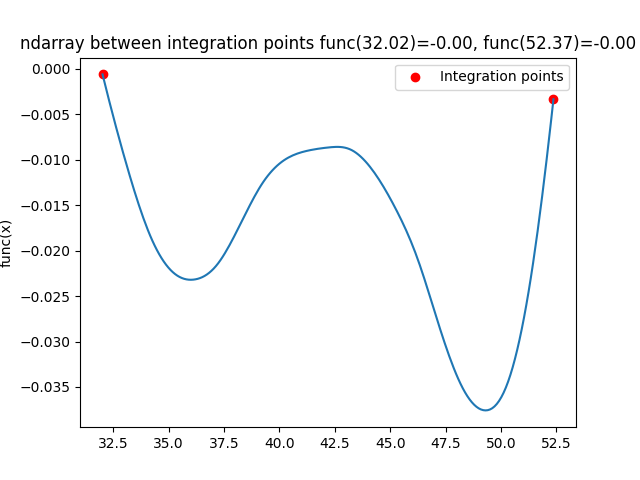 ndarray between integration points func(32.02)=-0.00, func(52.37)=-0.00
Integration points
0.000
−0.005
−0.010
−0.015
−0.020
−0.025
−0.030
−0.035
func(x)
32.5 35.0 37.5 40.0 42.5 45.0 47.5 50.0 52.5